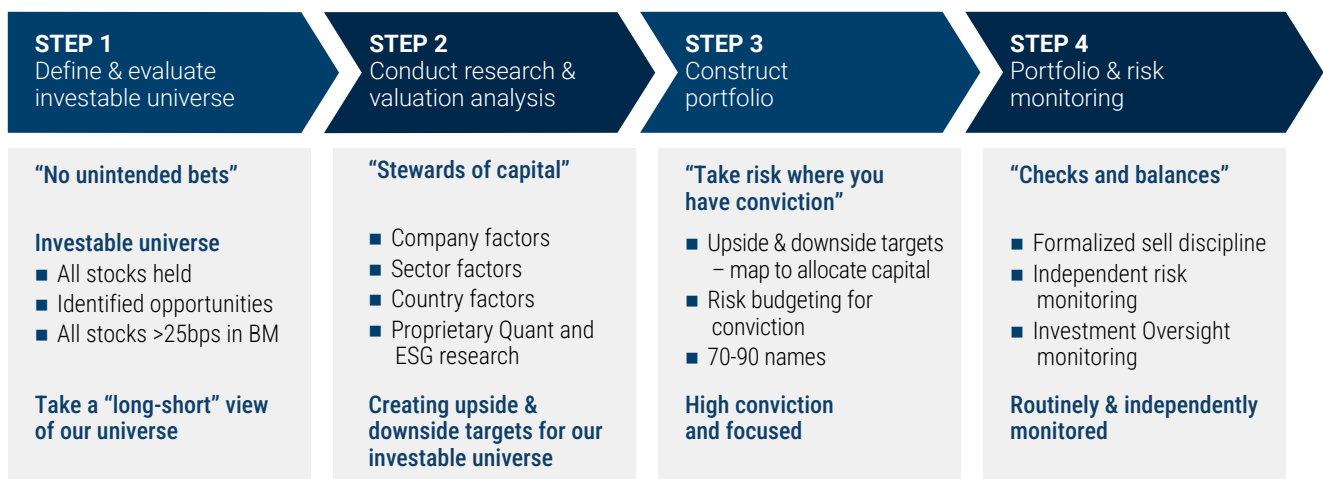 STEP 1
Define & evaluate
investable universe
“No unintended bets”
Investable universe
■ All stocks held
■ Identified opportunities
■ All stocks >25bps in BM
Take a “long-short” view
of our universe
STEP 2
Conduct research &
valuation analysis
“Stewards of capital”
■ Company factors
■ Sector factors
■ Country factors
■ Proprietary Quant and
ESG research
Creating upside &
downside targets for our
investable universe
STEP 3
Construct
portfolio
“Take risk where you
have conviction”
■ Upside & downside targets
– map to allocate capital
■ Risk budgeting for
conviction
■ 70-90 names
High conviction
and focused
STEP 4
Portfolio & risk
monitoring
“Checks and balances”
■ Formalized sell discipline
■ Independent risk
monitoring
■ Investment Oversight
monitoring
Routinely & independently
monitored